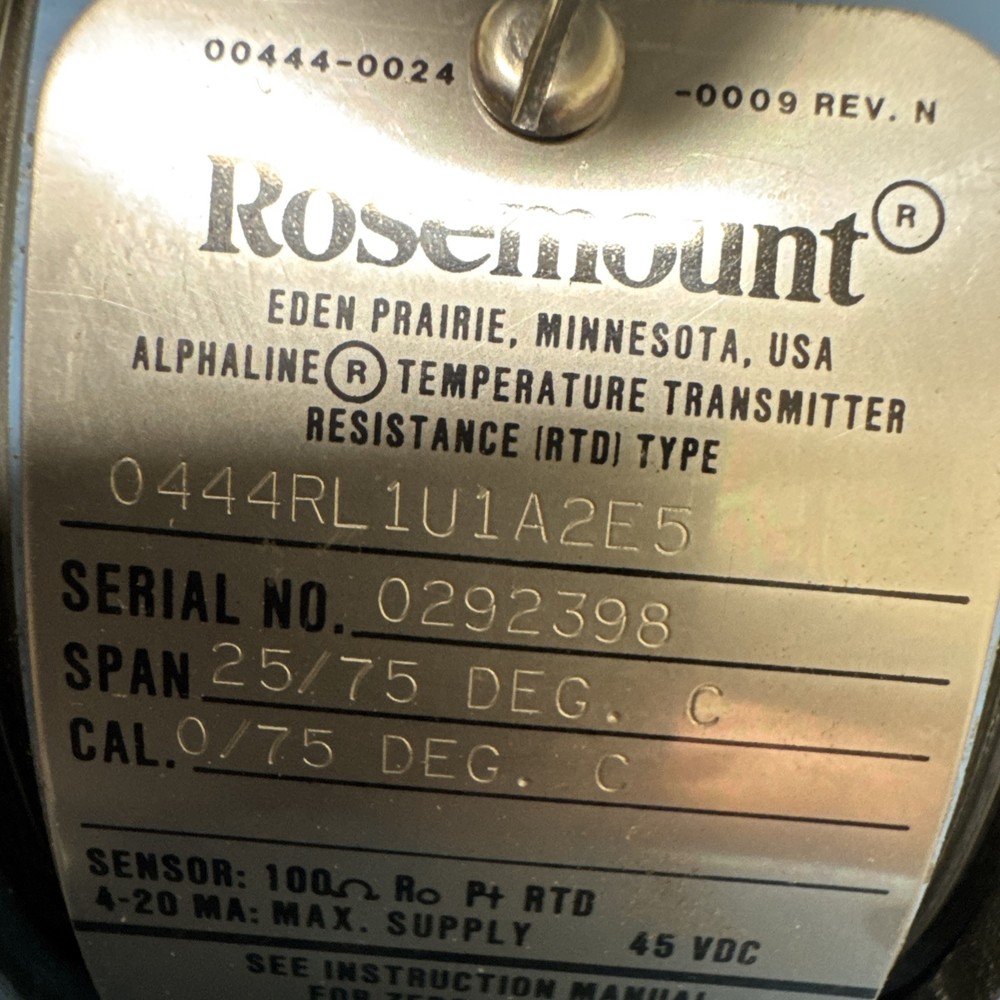 00444-0024 -0009 REV. N
Rosemount®
EDEN PRAIRIE, MINNESOTA, USA
ALPHALINE® TEMPERATURE TRANSMITTER
RESISTANCE (RTD) TYPE
0444RL1U1A2E5
SERIAL NO. 0292398
SPAN 25/75 DEG. C
CAL. 0/75 DEG. C
SENSOR: 100Ω Ro Pt RTD
4-20 MA: MAX. SUPPLY 45 VDC
SEE INSTRUCTION MANUAL
FOR